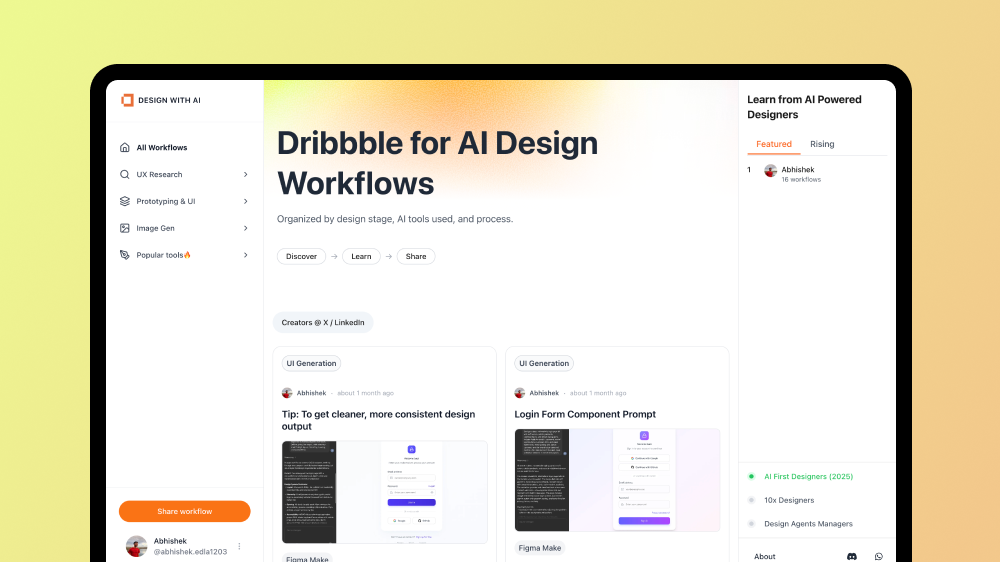 DESIGN WITH AI
All Workflows
UX Research
Prototyping & UI
Image Gen
Popular tools🔥
Share workflow
Abhishek
@abhishek.edla1203
Dribbble for AI Design
Workflows
Organized by design stage, AI tools used, and process.
Discover → Learn → Share
Creators @ X / LinkedIn
UI Generation
Abhishek · about 1 month ago
Tip: To get cleaner, more consistent design
output
Figma Make
UI Generation
Abhishek · about 1 month ago
Login Form Component Prompt
Figma Make
Learn from AI Powered
Designers
Featured Rising
1 Abhishek
16 workflows
AI First Designers (2025)
10x Designers
Design Agents Managers
About